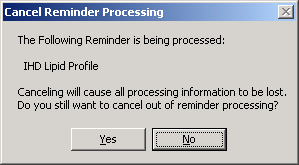 Cancel Reminder Processing
The Following Reminder is being processed:
IHD Lipid Profile
Canceling will cause all processing information to be lost.
Do you still want to cancel out of reminder processing?
Yes No